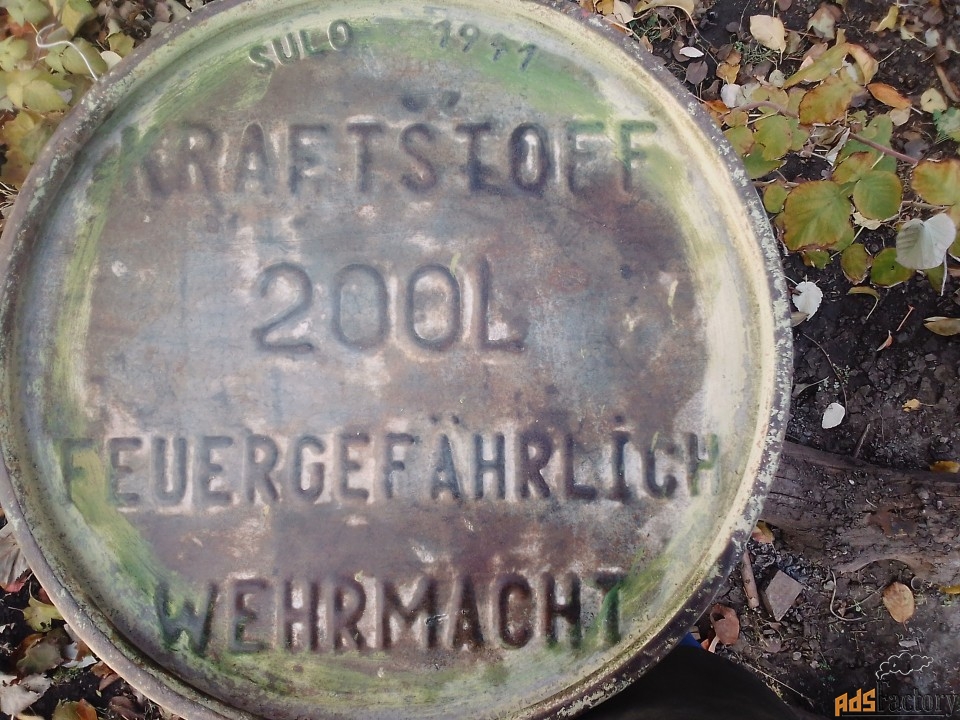 SULO 1941
KRAFTSTOFF
200L
FEUERGEFÄHRLICH
WEHRMACHT
AdsFactory